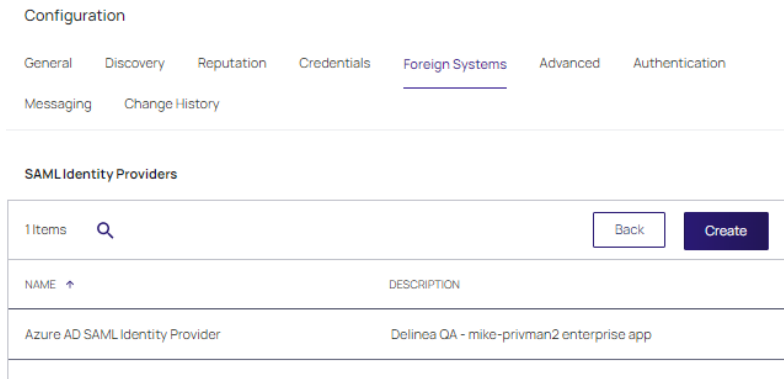 Configuration
General Discovery Reputation Credentials Foreign Systems Advanced Authentication
Messaging Change History
SAML Identity Providers
1 Items Back Create
NAME ↑ DESCRIPTION
Azure AD SAML Identity Provider Delinea QA - mike-privman2 enterprise app